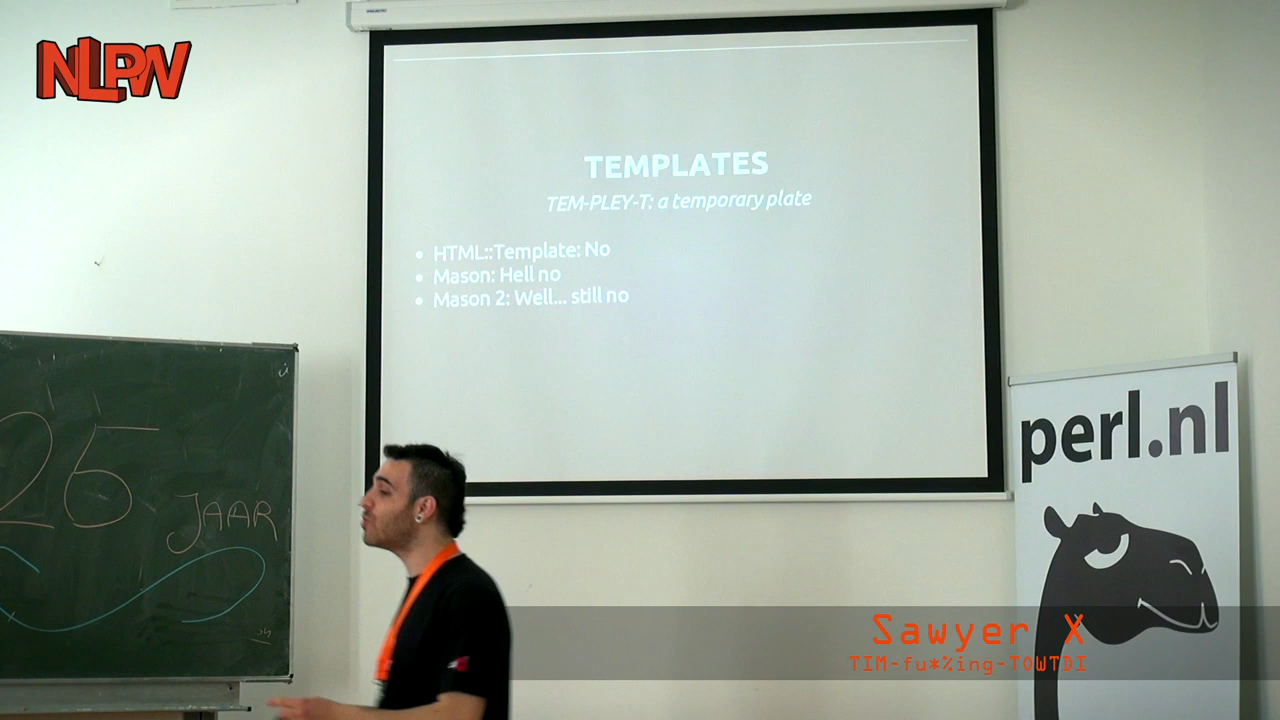 NLPW
TEMPLATES
TEM-PLEY-T: a temporary plate
• HTML::Template: No
• Mason: Hell no
• Mason 2: Well... still no
25
JAAR
perl.nl
Sawyer X
TIM-fu*%ing-TOWTDI